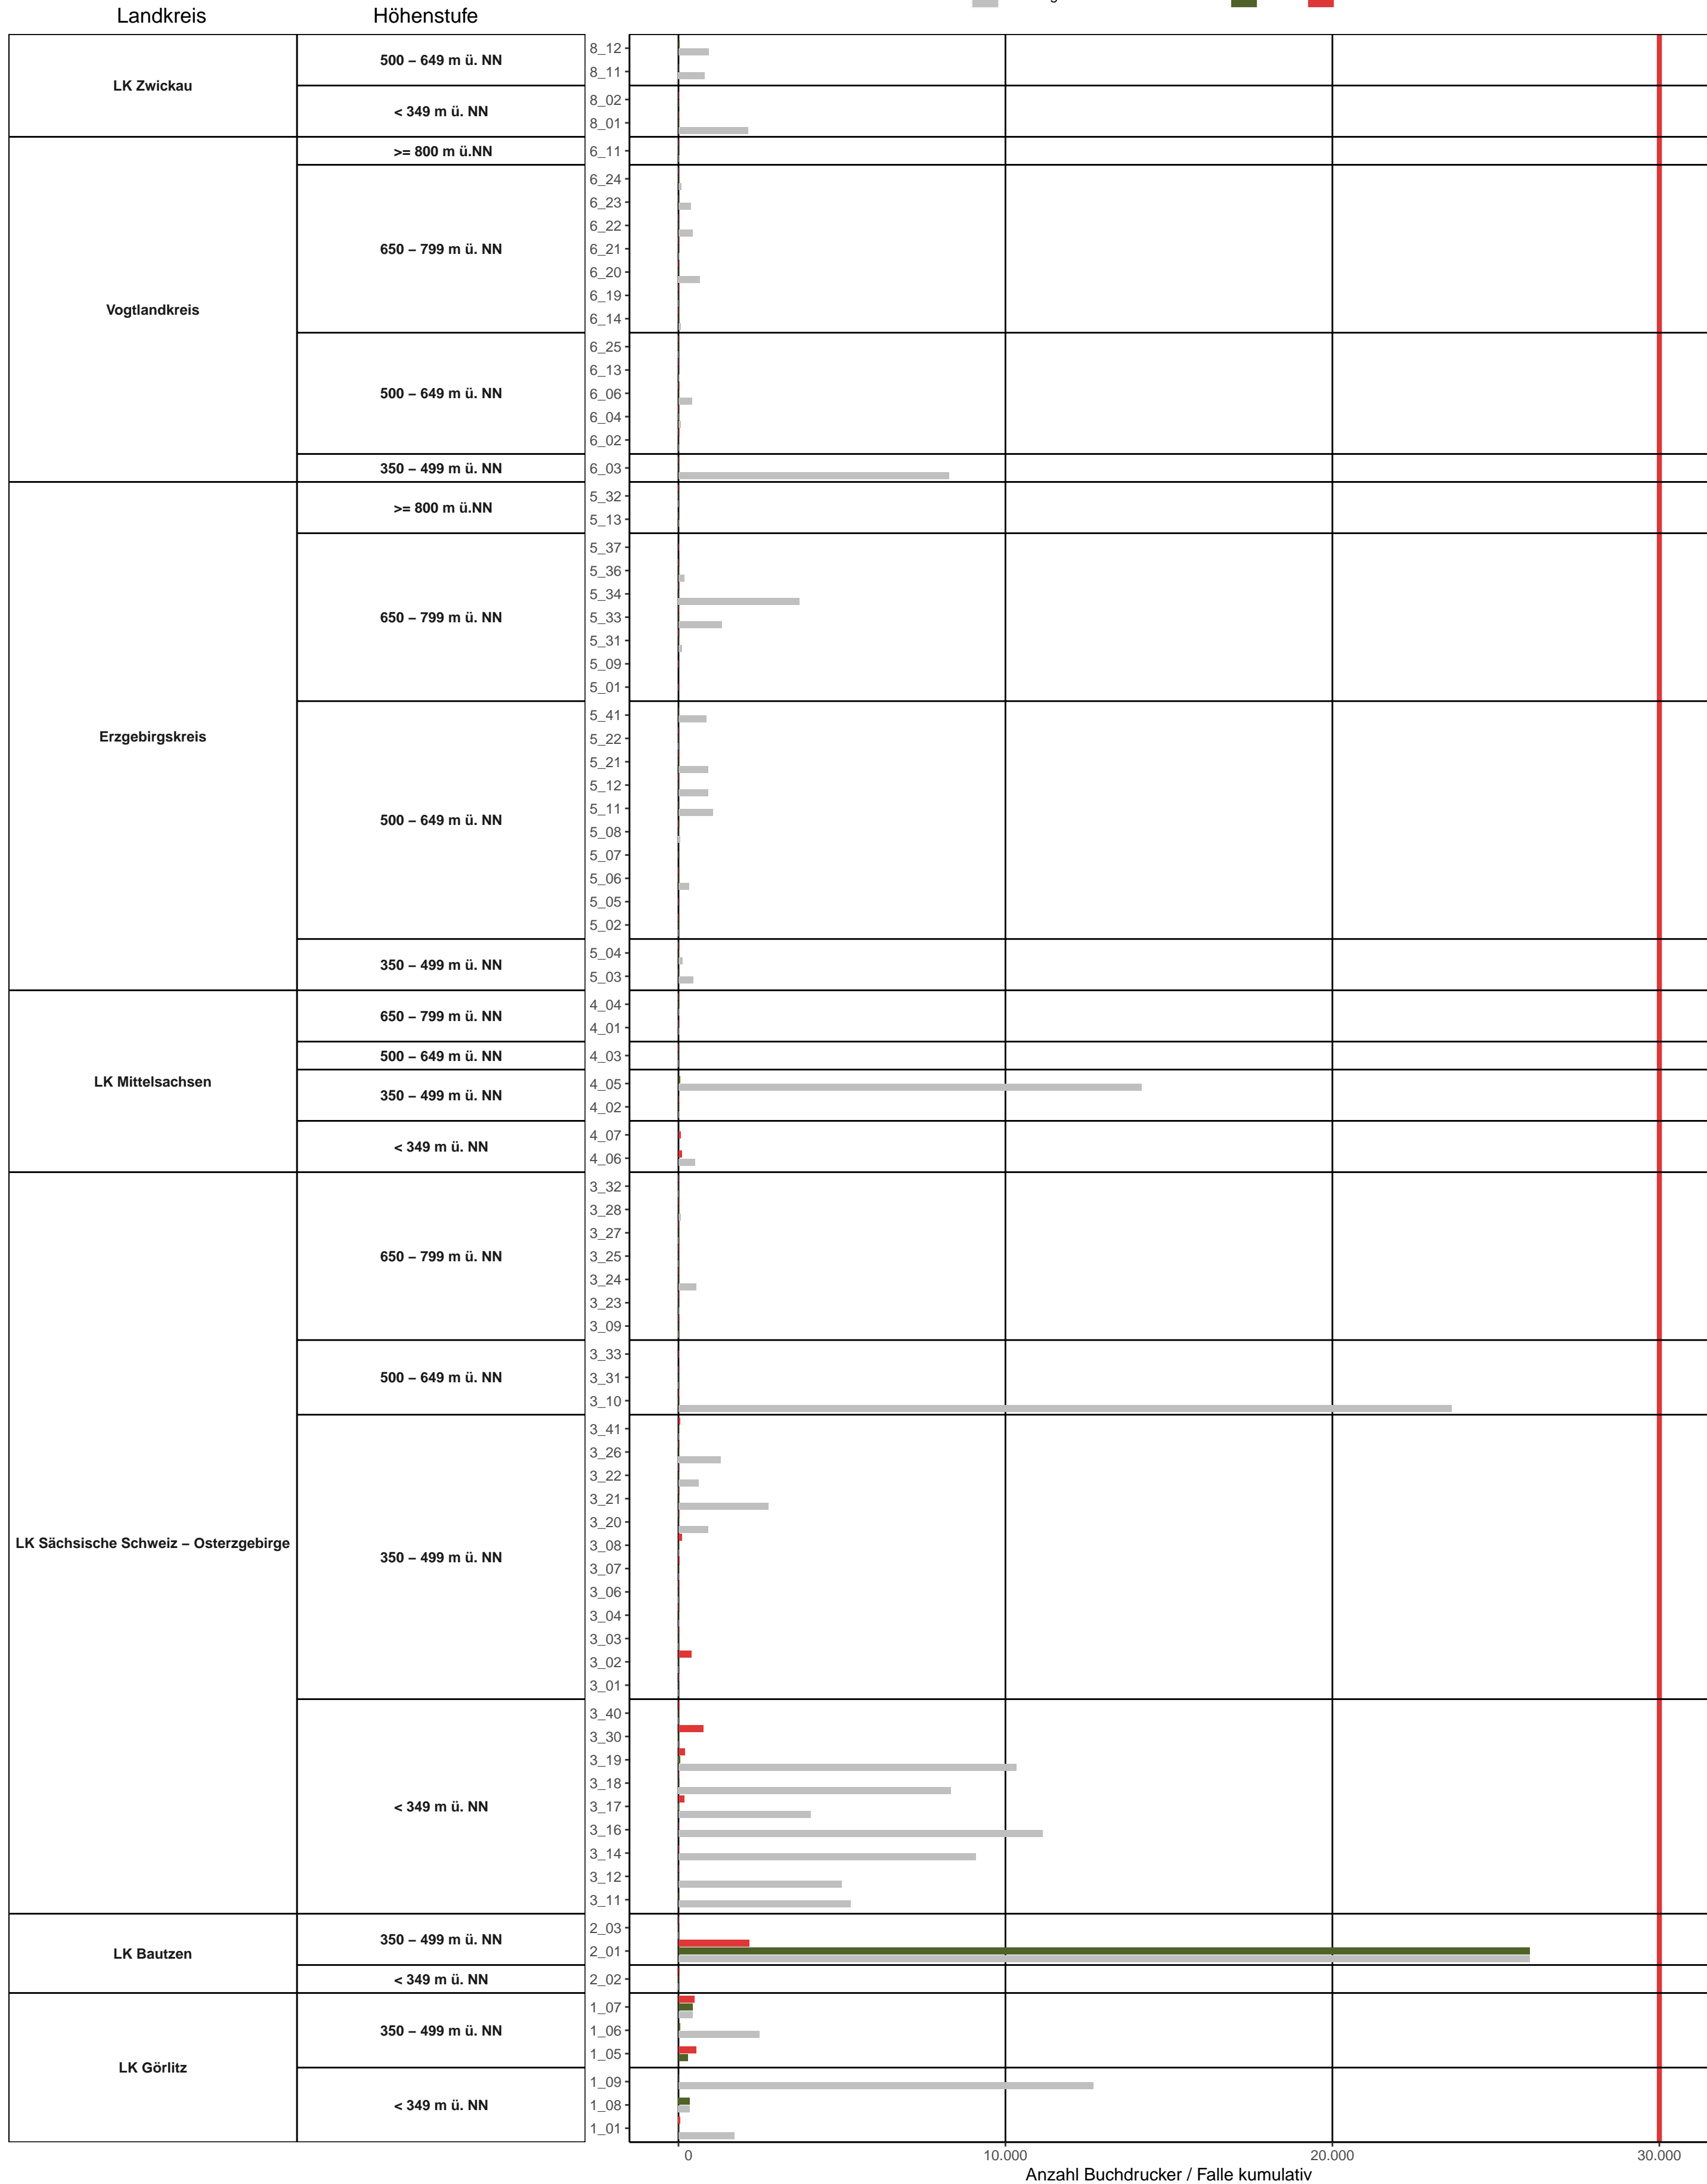 Landkreis Höhenstufe
LK Zwickau
500 – 649 m ü. NN
8_12
8_11
< 349 m ü. NN
8_02
8_01
Vogtlandkreis
>= 800 m ü.NN
6_11
650 – 799 m ü. NN
6_24
6_23
6_22
6_21
6_20
6_19
6_14
500 – 649 m ü. NN
6_25
6_13
6_06
6_04
6_02
350 – 499 m ü. NN
6_03
Erzgebirgskreis
>= 800 m ü.NN
5_32
5_13
650 – 799 m ü. NN
5_37
5_36
5_34
5_33
5_31
5_09
5_01
500 – 649 m ü. NN
5_41
5_22
5_21
5_12
5_11
5_08
5_07
5_06
5_05
5_02
350 – 499 m ü. NN
5_04
5_03
LK Mittelsachsen
650 – 799 m ü. NN
4_04
4_01
500 – 649 m ü. NN
4_03
350 – 499 m ü. NN
4_05
4_02
< 349 m ü. NN
4_07
4_06
LK Sächsische Schweiz – Osterzgebirge
650 – 799 m ü. NN
3_32
3_28
3_27
3_25
3_24
3_23
3_09
500 – 649 m ü. NN
3_33
3_31
3_10
350 – 499 m ü. NN
3_41
3_26
3_22
3_21
3_20
3_08
3_07
3_06
3_04
3_03
3_02
3_01
< 349 m ü. NN
3_40
3_30
3_19
3_18
3_17
3_16
3_14
3_12
3_11
LK Bautzen
350 – 499 m ü. NN
2_03
2_01
< 349 m ü. NN
2_02
LK Görlitz
350 – 499 m ü. NN
1_07
1_06
1_05
< 349 m ü. NN
1_09
1_08
1_01
0 10.000 20.000 30.000
Anzahl Buchdrucker / Falle kumulativ